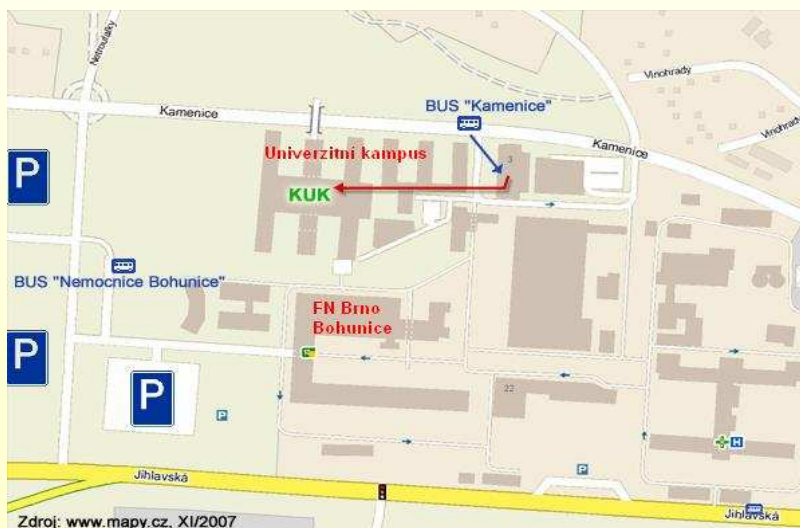 Netroufalky
Kamenice
BUS "Kamenice"
Vinohrady
Vinohrady
Kamenice
Univerzitní kampus
3
P
KUK
BUS "Nemocnice Bohunice"
FN Brno
Bohunice
P
P
P
22
H
P
Jihlavská
Jihlavská
Zdroj: www.mapy.cz, XI/2007